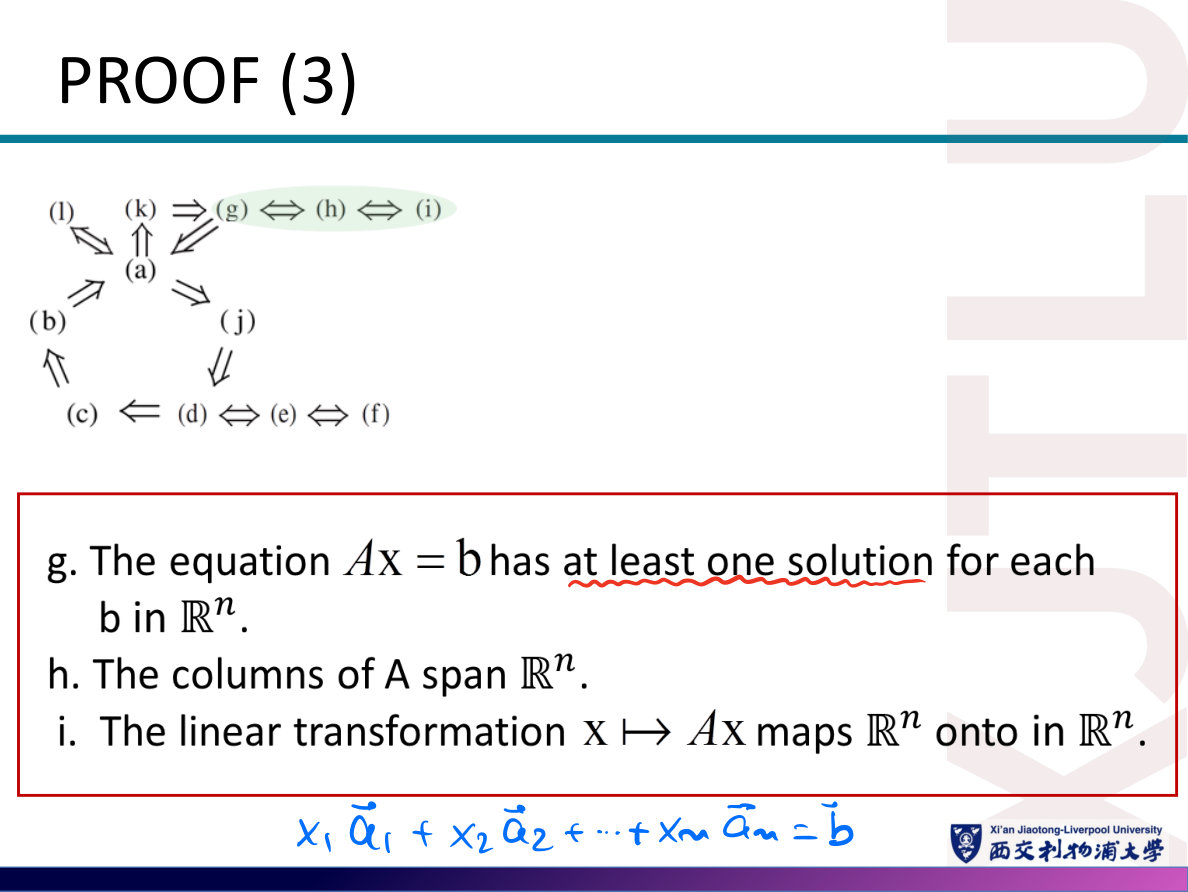 PROOF (3)
(l) (k) ⇒ (g) ⇔ (h) ⇔ (i)
(a)
(b) (j)
(c) ⇐ (d) ⇔ (e) ⇔ (f)
g. The equation Ax = b has at least one solution for each
b in ℝⁿ.
h. The columns of A span ℝⁿ.
i. The linear transformation x ↦ Ax maps ℝⁿ onto in ℝⁿ.
x₁ a⃗₁ + x₂ a⃗₂ + ⋯ + xₙ a⃗ₙ = b⃗
Xi'an Jiaotong-Liverpool University
西交利物浦大学
XJTLU